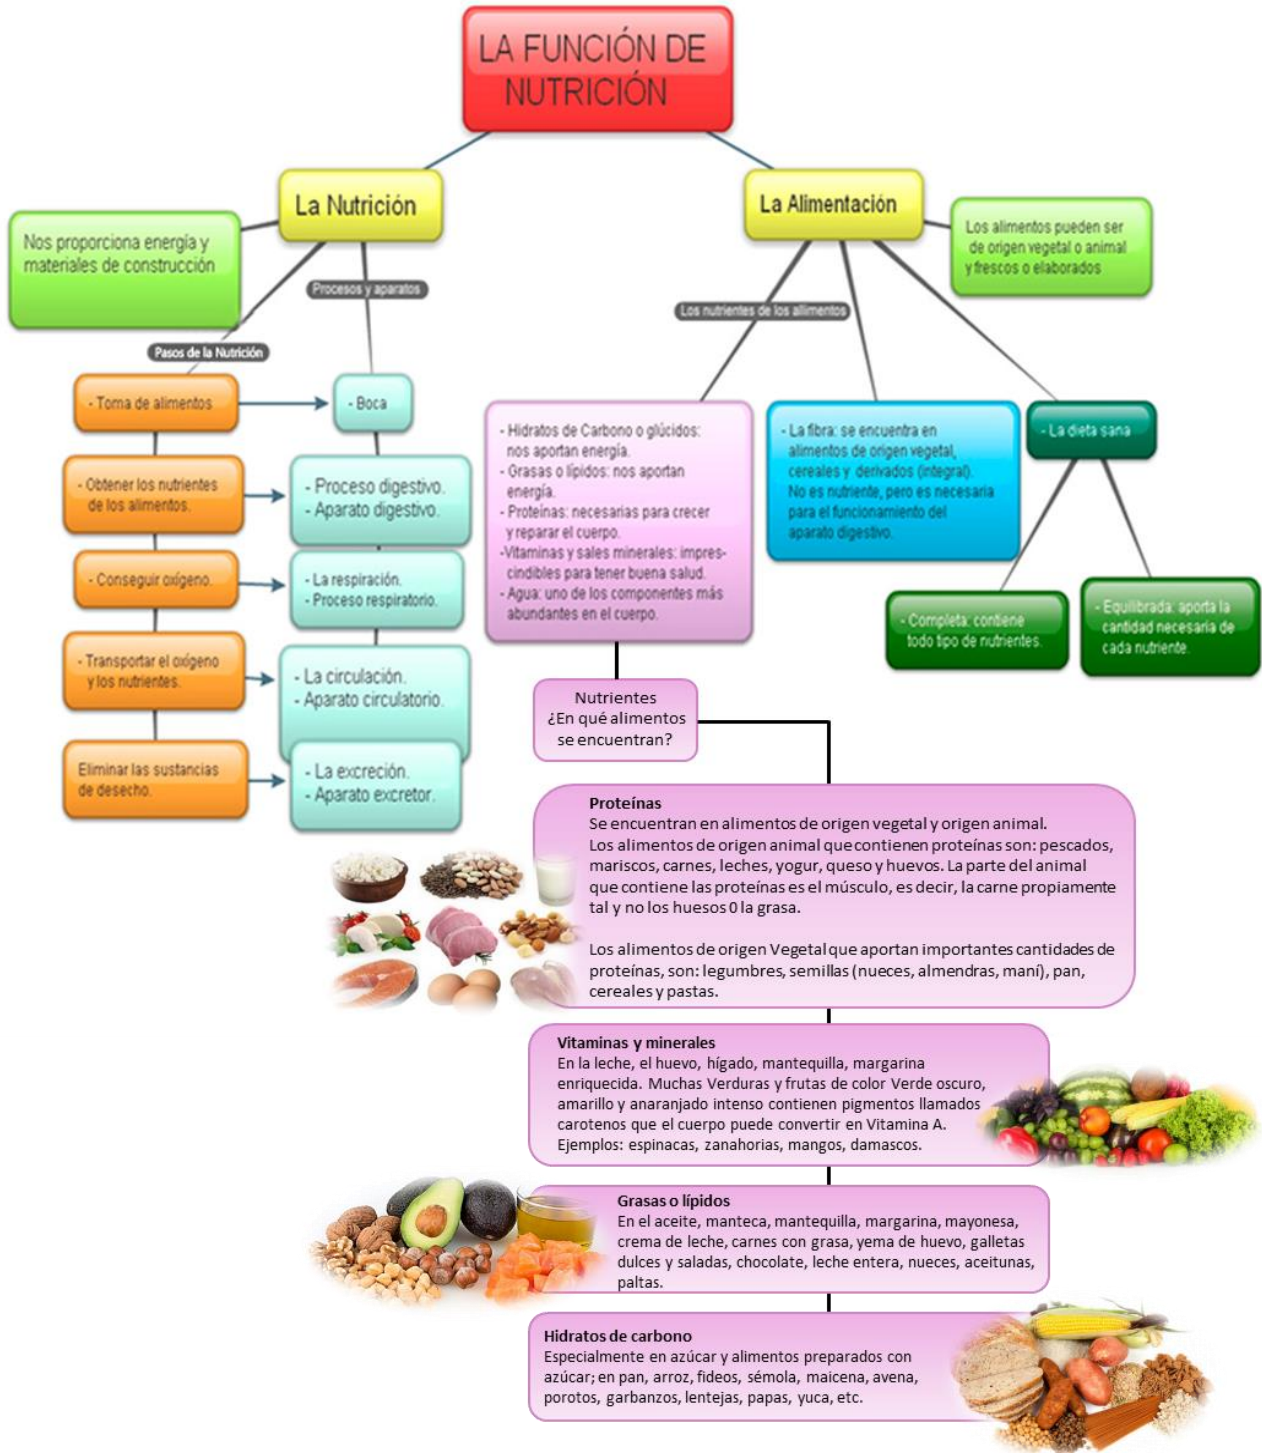 LA FUNCIÓN DE
NUTRICIÓN
La Nutrición
La Alimentación
Nos proporciona energía y
materiales de construcción
Los alimentos pueden ser
de origen vegetal o animal
y frescos o elaborados
Procesos y aparatos
Los nutrientes de los allimentos
Pasos de la Nutrición
- Toma de alimentos
- Boca
- Obtener los nutrientes
de los alimentos.
- Proceso digestivo.
- Aparato digestivo.
- Conseguir oxígeno.
- La respiración.
- Proceso respiratorio.
- Transportar el oxígeno
y los nutrientes.
- La circulación.
- Aparato circulatorio.
Eliminar las sustancias
de desecho.
- La excreción.
- Aparato excretor.
- Hidratos de Carbono o glúcidos:
nos aportan energía.
- Grasas o lípidos: nos aportan
energía.
- Proteínas: necesarias para crecer
y reparar el cuerpo.
-Vitaminas y sales minerales: impres-
cindibles para tener buena salud.
- Agua: uno de los componentes más
abundantes en el cuerpo.
- La fibra: se encuentra en
alimentos de origen vegetal,
cereales y derivados (integral).
No es nutriente, pero es necesaria
para el funcionamiento del
aparato digestivo.
- La dieta sana
- Completa: contiene
todo tipo de nutrientes.
- Equilibrada: aporta la
cantidad necesaria de
cada nutriente.
Nutrientes
¿En qué alimentos
se encuentran?
Proteínas
Se encuentran en alimentos de origen vegetal y origen animal.
Los alimentos de origen animal que contienen proteínas son: pescados,
mariscos, carnes, leches, yogur, queso y huevos. La parte del animal
que contiene las proteínas es el músculo, es decir, la carne propiamente
tal y no los huesos 0 la grasa.
Los alimentos de origen Vegetal que aportan importantes cantidades de
proteínas, son: legumbres, semillas (nueces, almendras, maní), pan,
cereales y pastas.
Vitaminas y minerales
En la leche, el huevo, hígado, mantequilla, margarina
enriquecida. Muchas Verduras y frutas de color Verde oscuro,
amarillo y anaranjado intenso contienen pigmentos llamados
carotenos que el cuerpo puede convertir en Vitamina A.
Ejemplos: espinacas, zanahorias, mangos, damascos.
Grasas o lípidos
En el aceite, manteca, mantequilla, margarina, mayonesa,
crema de leche, carnes con grasa, yema de huevo, galletas
dulces y saladas, chocolate, leche entera, nueces, aceitunas,
paltas.
Hidratos de carbono
Especialmente en azúcar y alimentos preparados con
azúcar; en pan, arroz, fideos, sémola, maicena, avena,
porotos, garbanzos, lentejas, papas, yuca, etc.